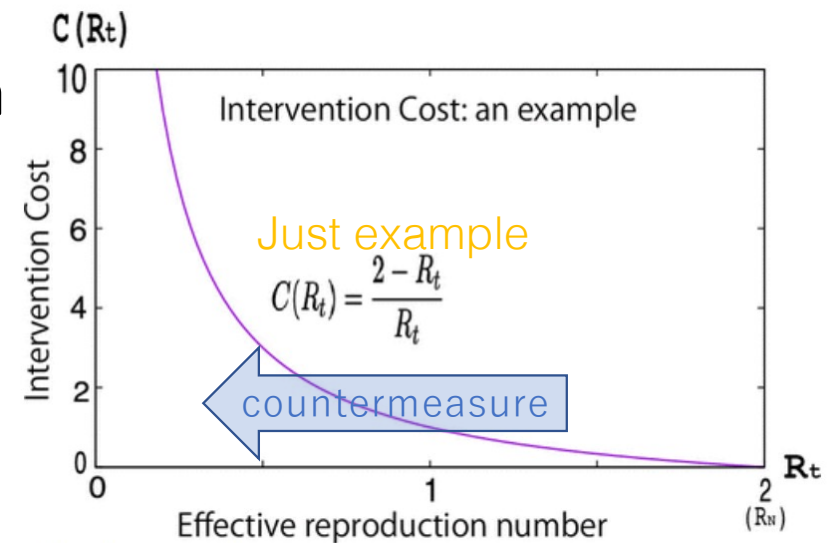 C(Rt)
10
8
6
4
2
0
Intervention Cost
Intervention Cost: an example
Just example
C(Rt) = 2 − Rt / Rt
countermeasure
0 1 2 Rt
(RN)
Effective reproduction number